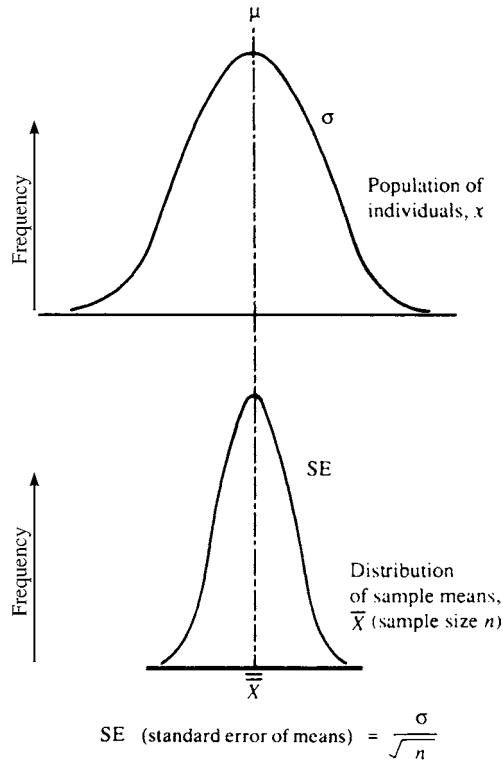 μ
σ
Frequency
Population of
individuals, x
SE
Frequency
Distribution
of sample means,
X̅ (sample size n)
X̿
SE (standard error of means) = σ / √n